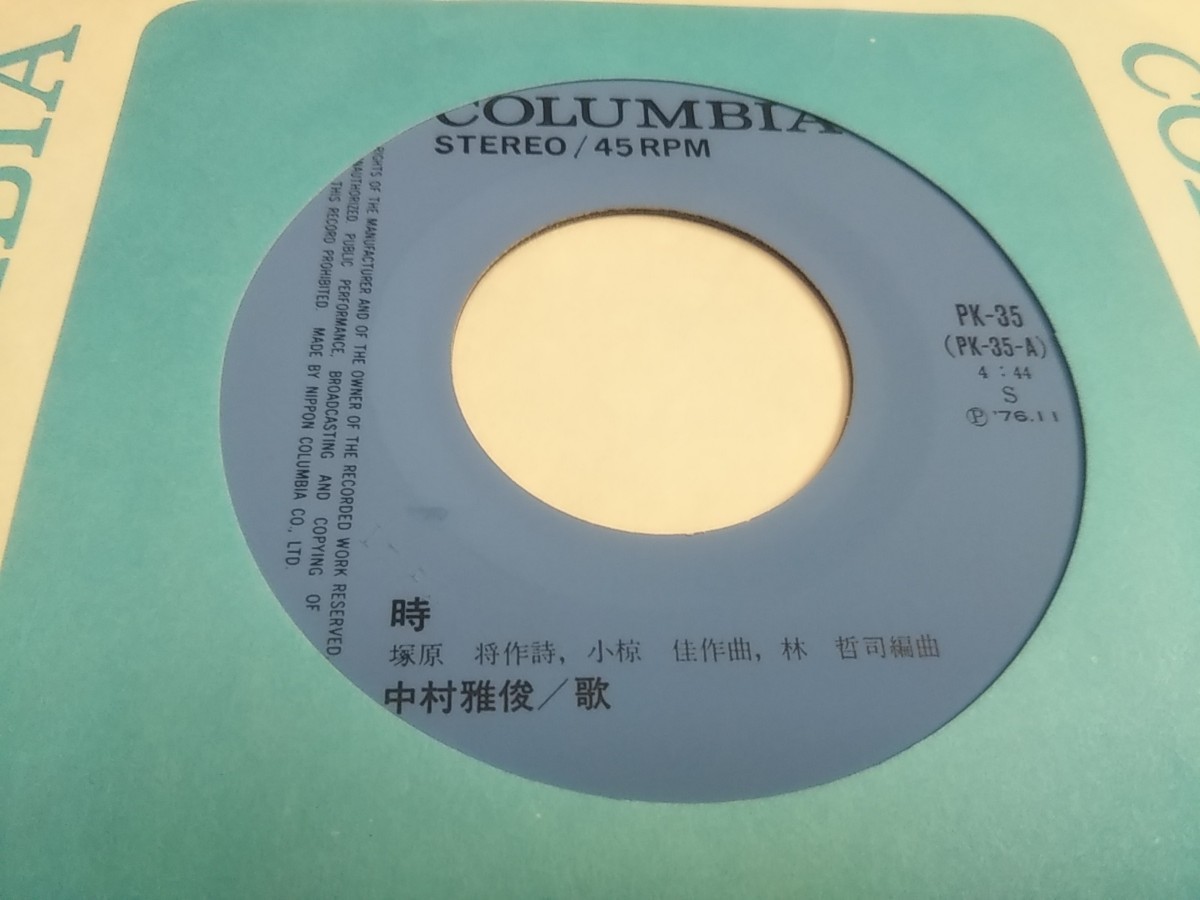 COLUMBIA
STEREO/45RPM
RIGHTS OF THE MANUFACTURER AND OF THE OWNER OF THE RECORDED WORK RESERVED
UNAUTHORIZED PUBLIC PERFORMANCE, BROADCASTING AND COPYING OF
THIS RECORD PROHIBITED. MADE BY NIPPON COLUMBIA CO., LTD.
PK-35
(PK-35-A)
4:44
S
Ⓟ'76.11
時
塚原 将作詩, 小椋 佳作曲, 林 哲司編曲
中村雅俊/歌